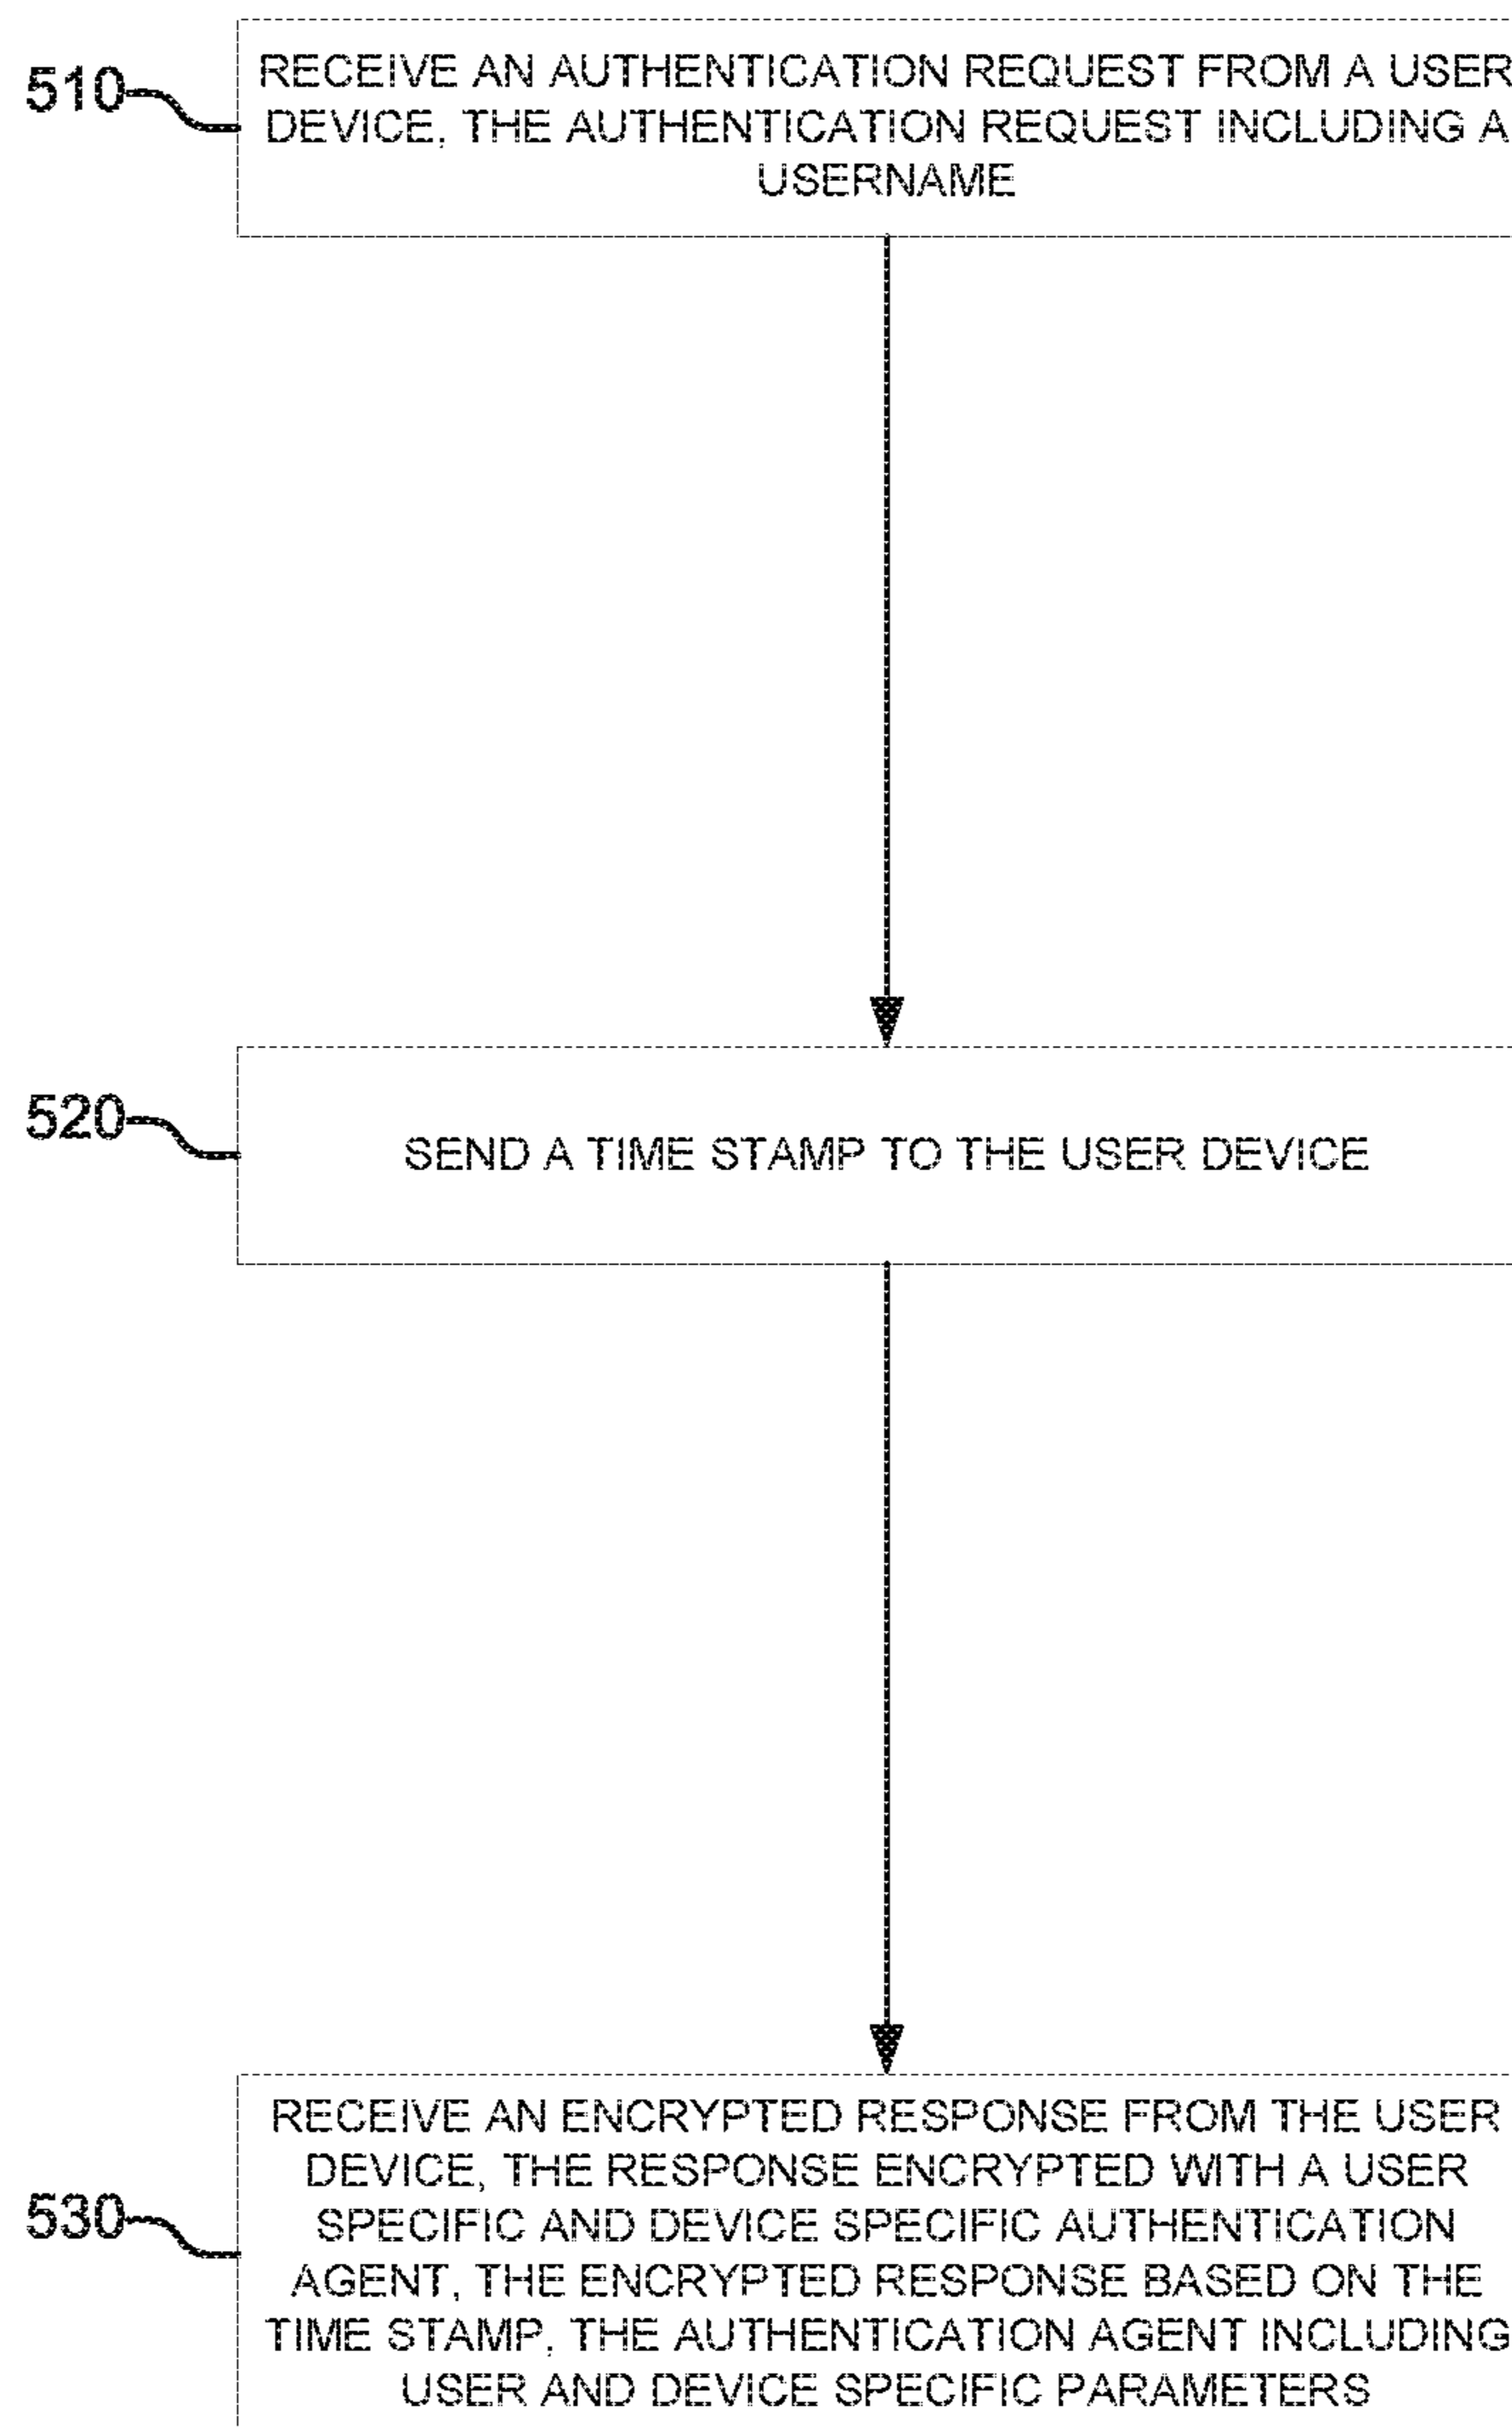 510
RECEIVE AN AUTHENTICATION REQUEST FROM A USER
DEVICE, THE AUTHENTICATION REQUEST INCLUDING A
USERNAME
520
SEND A TIME STAMP TO THE USER DEVICE
530
RECEIVE AN ENCRYPTED RESPONSE FROM THE USER
DEVICE, THE RESPONSE ENCRYPTED WITH A USER
SPECIFIC AND DEVICE SPECIFIC AUTHENTICATION
AGENT, THE ENCRYPTED RESPONSE BASED ON THE
TIME STAMP, THE AUTHENTICATION AGENT INCLUDING
USER AND DEVICE SPECIFIC PARAMETERS